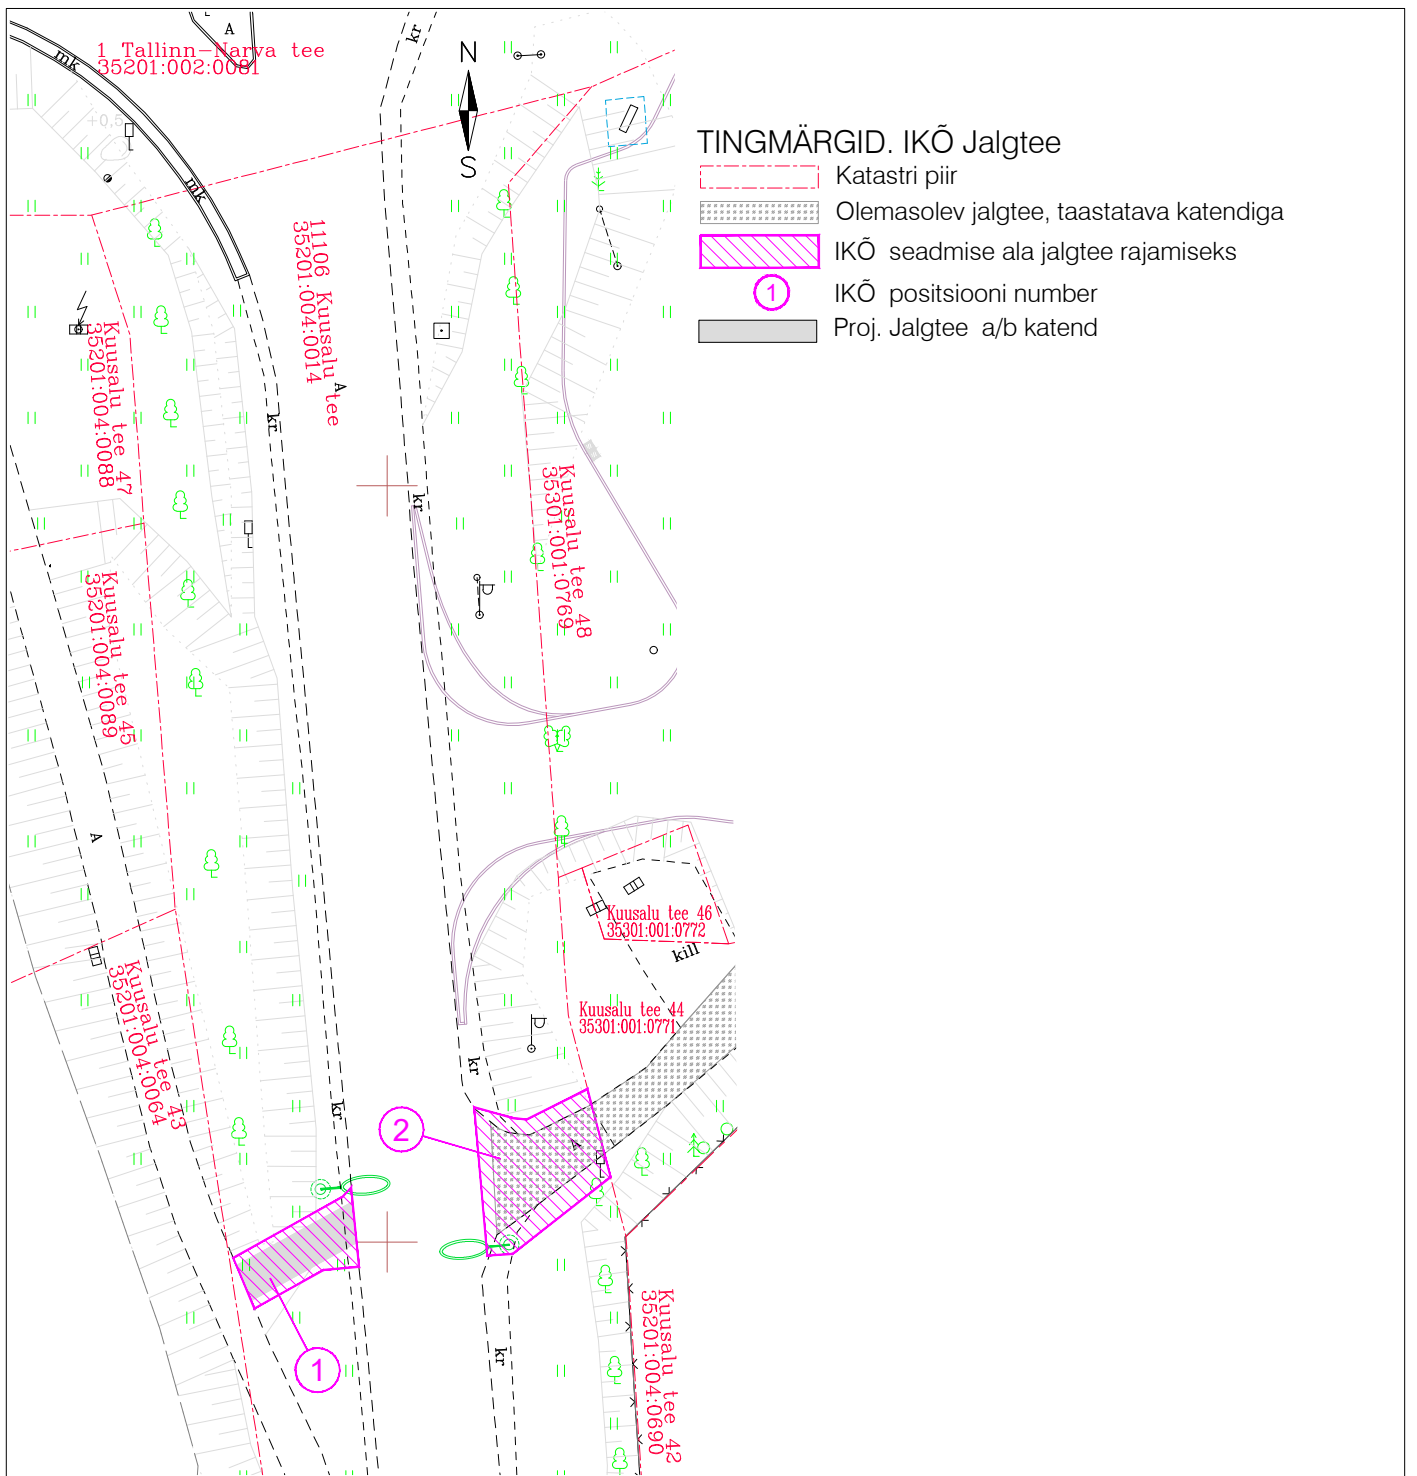 1 Tallinn-Narva tee
35201:002:0081
A
mk
mk
+0,5
kr
N
S
TINGMÄRGID. IKÕ Jalgtee
Katastri piir
Olemasolev jalgtee, taastatava katendiga
IKÕ seadmise ala jalgtee rajamiseks
1
IKÕ positsiooni number
Proj. Jalgtee a/b katend
11106 Kuusalu tee
35201:004:0014
A
Kuusalu tee 47
35201:004:0088
kr
kr
Kuusalu tee 48
35301:001:0769
Kuusalu tee 45
35201:004:0089
A
Kuusalu tee 46
35301:001:0772
kill
Kuusalu tee 44
35301:001:0771
Kuusalu tee 43
35201:004:0064
kr
kr
2
A
1
kr
Kuusalu tee 42
35201:004:0690